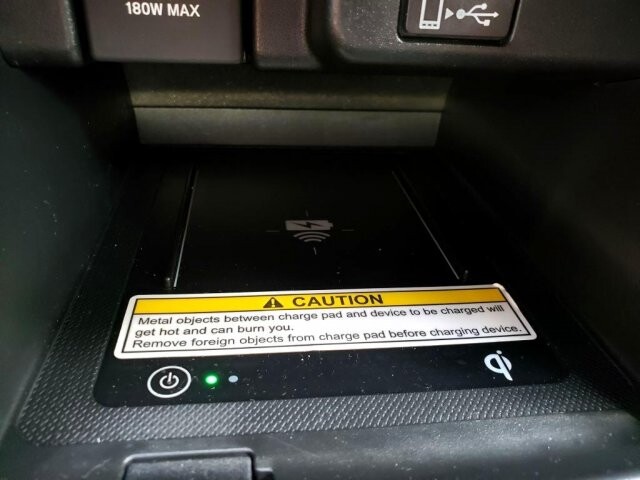 180W MAX
CAUTION
Metal objects between charge pad and device to be charged will
get hot and can burn you.
Remove foreign objects from charge pad before charging device.
qi